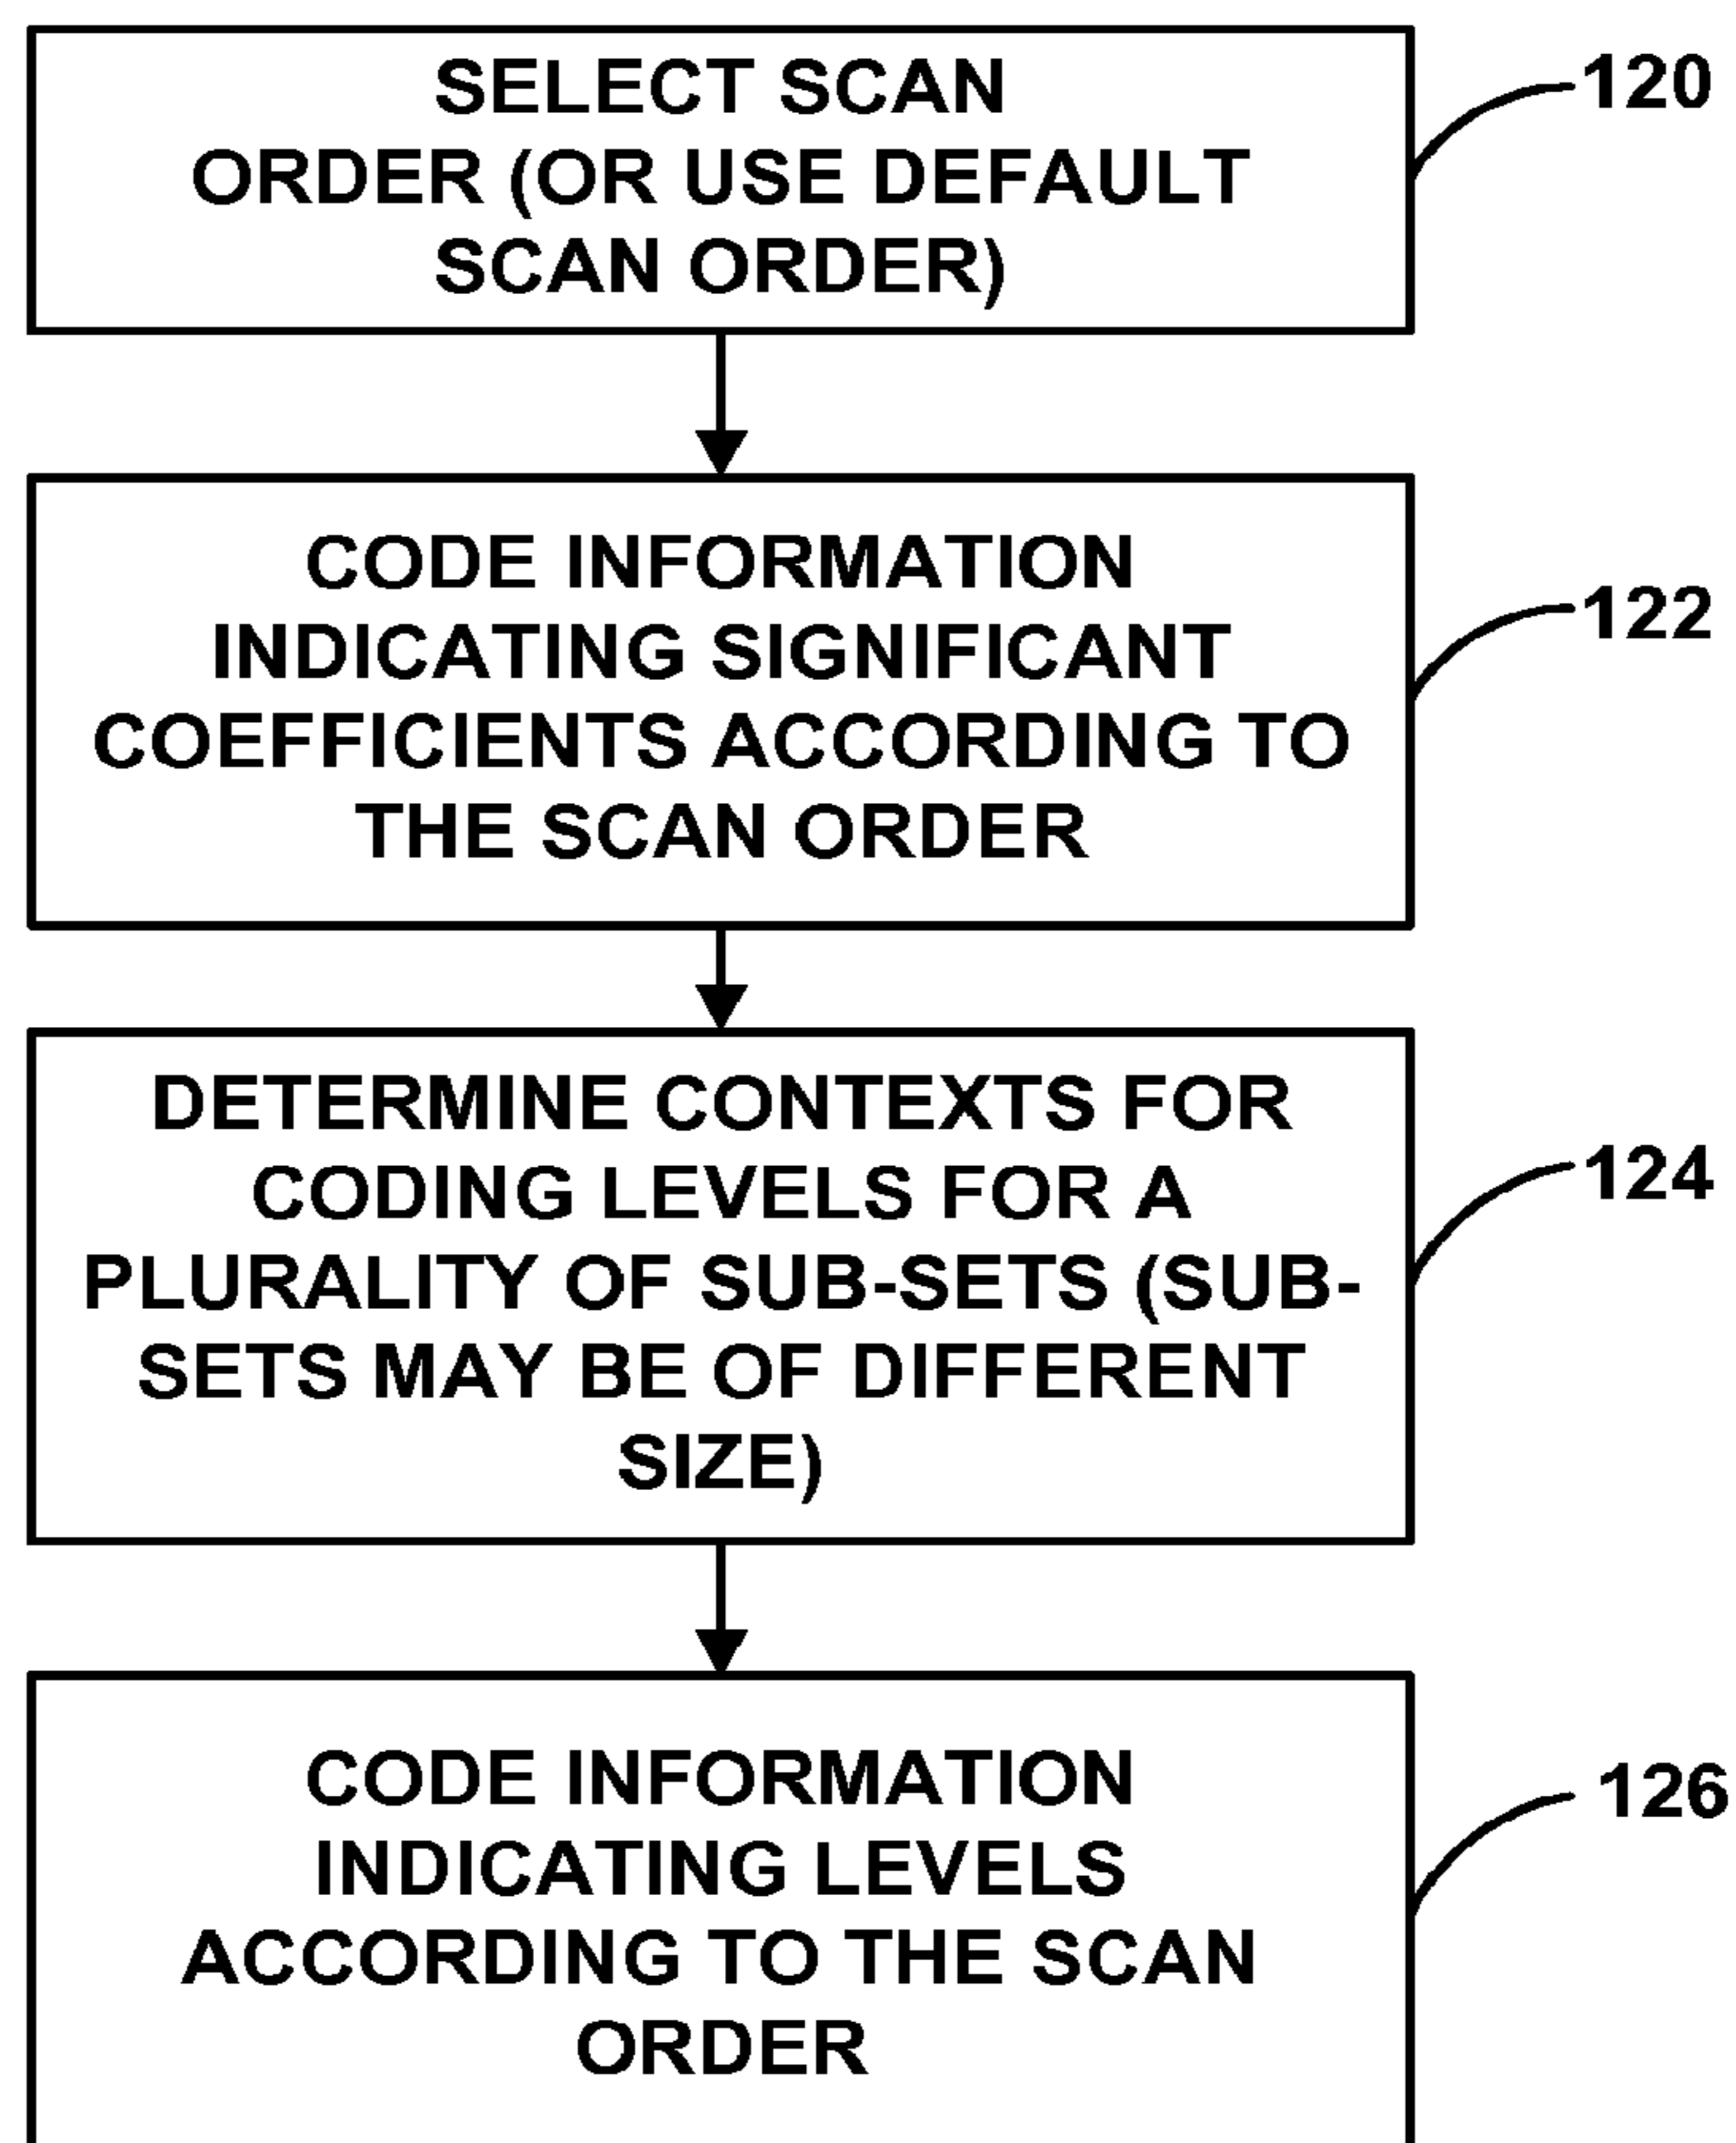 SELECT SCAN
ORDER (OR USE DEFAULT
SCAN ORDER)
120
CODE INFORMATION
INDICATING SIGNIFICANT
COEFFICIENTS ACCORDING TO
THE SCAN ORDER
122
DETERMINE CONTEXTS FOR
CODING LEVELS FOR A
PLURALITY OF SUB-SETS (SUB-
SETS MAY BE OF DIFFERENT
SIZE)
124
CODE INFORMATION
INDICATING LEVELS
ACCORDING TO THE SCAN
ORDER
126